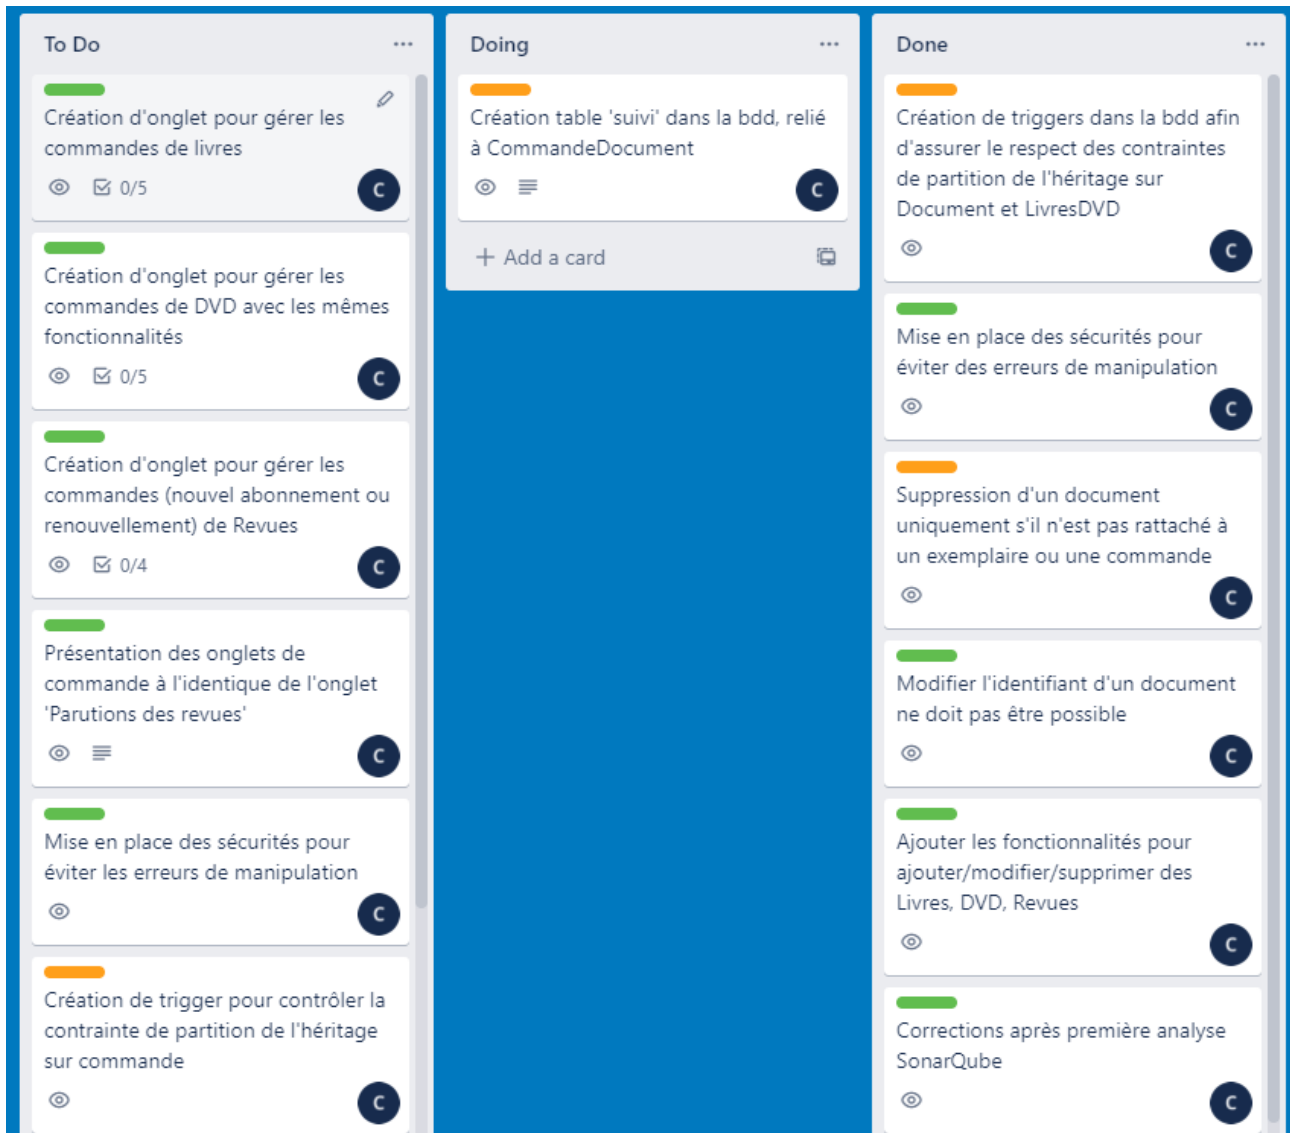 To Do
Création d'onglet pour gérer les
commandes de livres
0/5
C
Création d'onglet pour gérer les
commandes de DVD avec les mêmes
fonctionnalités
0/5
C
Création d'onglet pour gérer les
commandes (nouvel abonnement ou
renouvellement) de Revues
0/4
C
Présentation des onglets de
commande à l'identique de l'onglet
'Parutions des revues'
C
Mise en place des sécurités pour
éviter les erreurs de manipulation
C
Création de trigger pour contrôler la
contrainte de partition de l'héritage
sur commande
C
Doing
Création table 'suivi' dans la bdd, relié
à CommandeDocument
C
+ Add a card
Done
Création de triggers dans la bdd afin
d'assurer le respect des contraintes
de partition de l'héritage sur
Document et LivresDVD
C
Mise en place des sécurités pour
éviter des erreurs de manipulation
C
Suppression d'un document
uniquement s'il n'est pas rattaché à
un exemplaire ou une commande
C
Modifier l'identifiant d'un document
ne doit pas être possible
C
Ajouter les fonctionnalités pour
ajouter/modifier/supprimer des
Livres, DVD, Revues
C
Corrections après première analyse
SonarQube
C